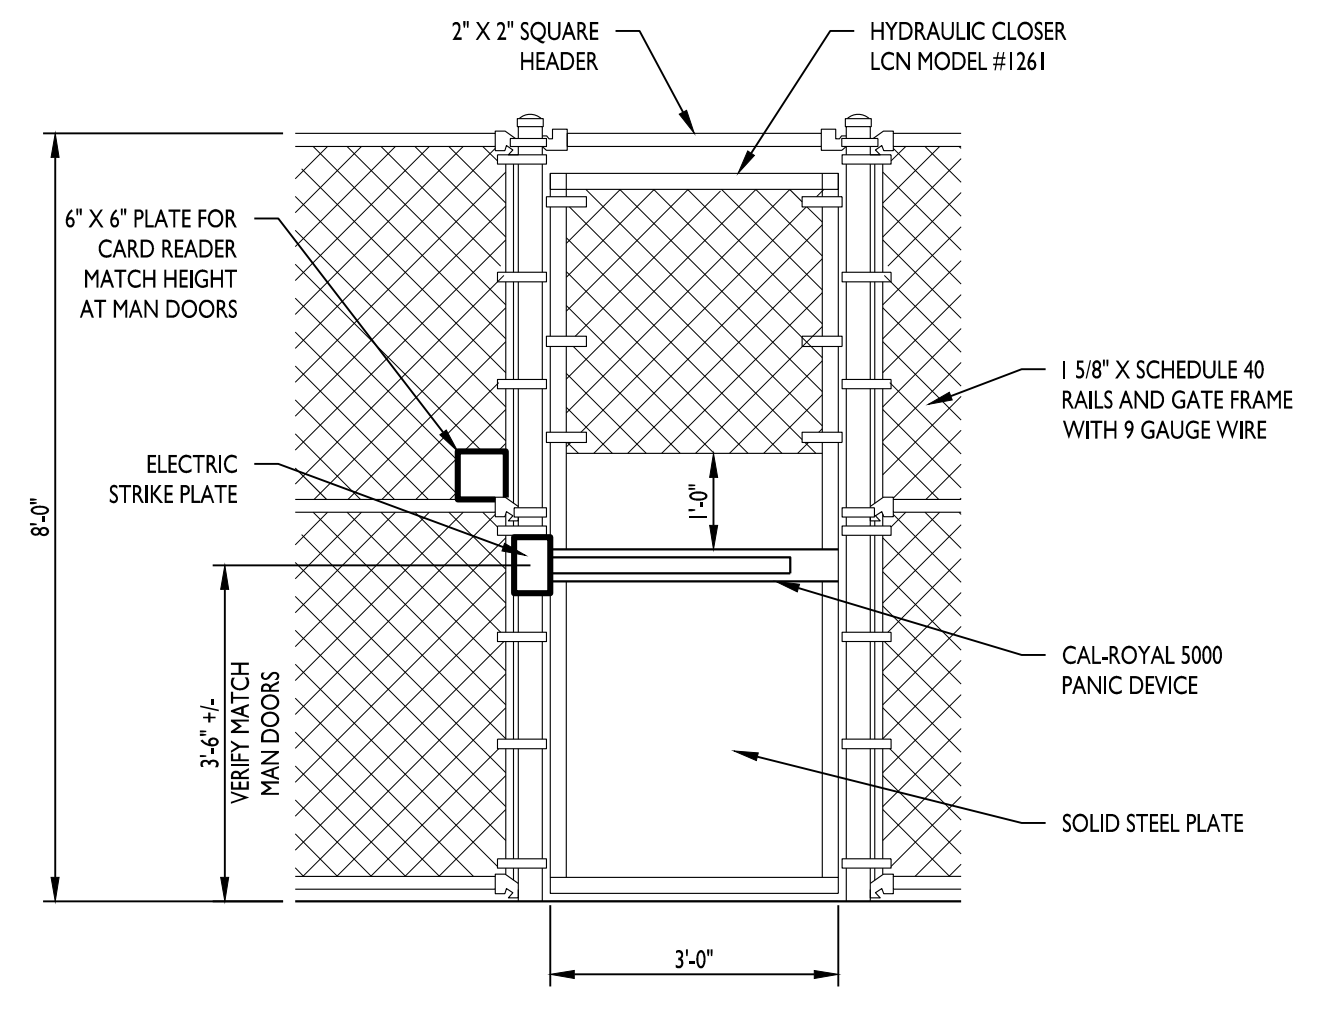 2" X 2" SQUARE
HEADER
HYDRAULIC CLOSER
LCN MODEL #1261
6" X 6" PLATE FOR
CARD READER
MATCH HEIGHT
AT MAN DOORS
1 5/8" X SCHEDULE 40
RAILS AND GATE FRAME
WITH 9 GAUGE WIRE
ELECTRIC
STRIKE PLATE
8'-0"
1'-0"
3'-6" +/-
VERIFY MATCH
MAN DOORS
CAL-ROYAL 5000
PANIC DEVICE
SOLID STEEL PLATE
3'-0"